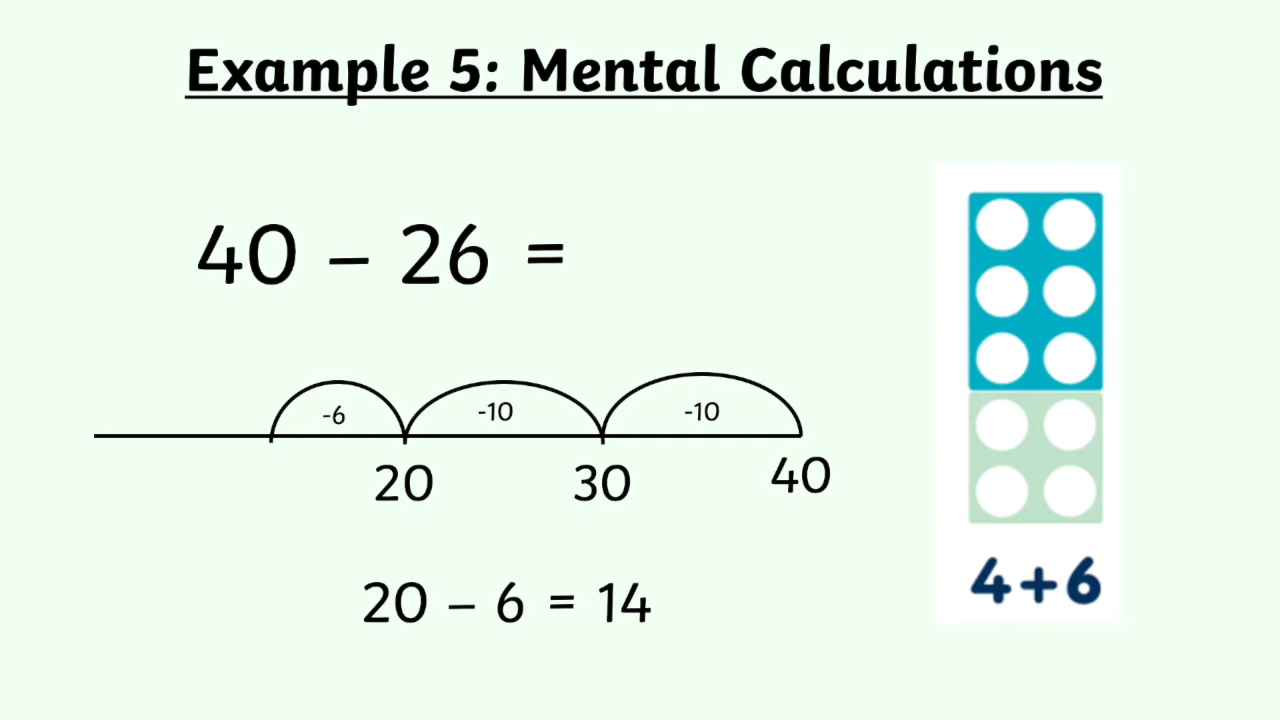 Example 5: Mental Calculations
40 – 26 =
-6 -10 -10
20 30 40
20 – 6 = 14
4+6